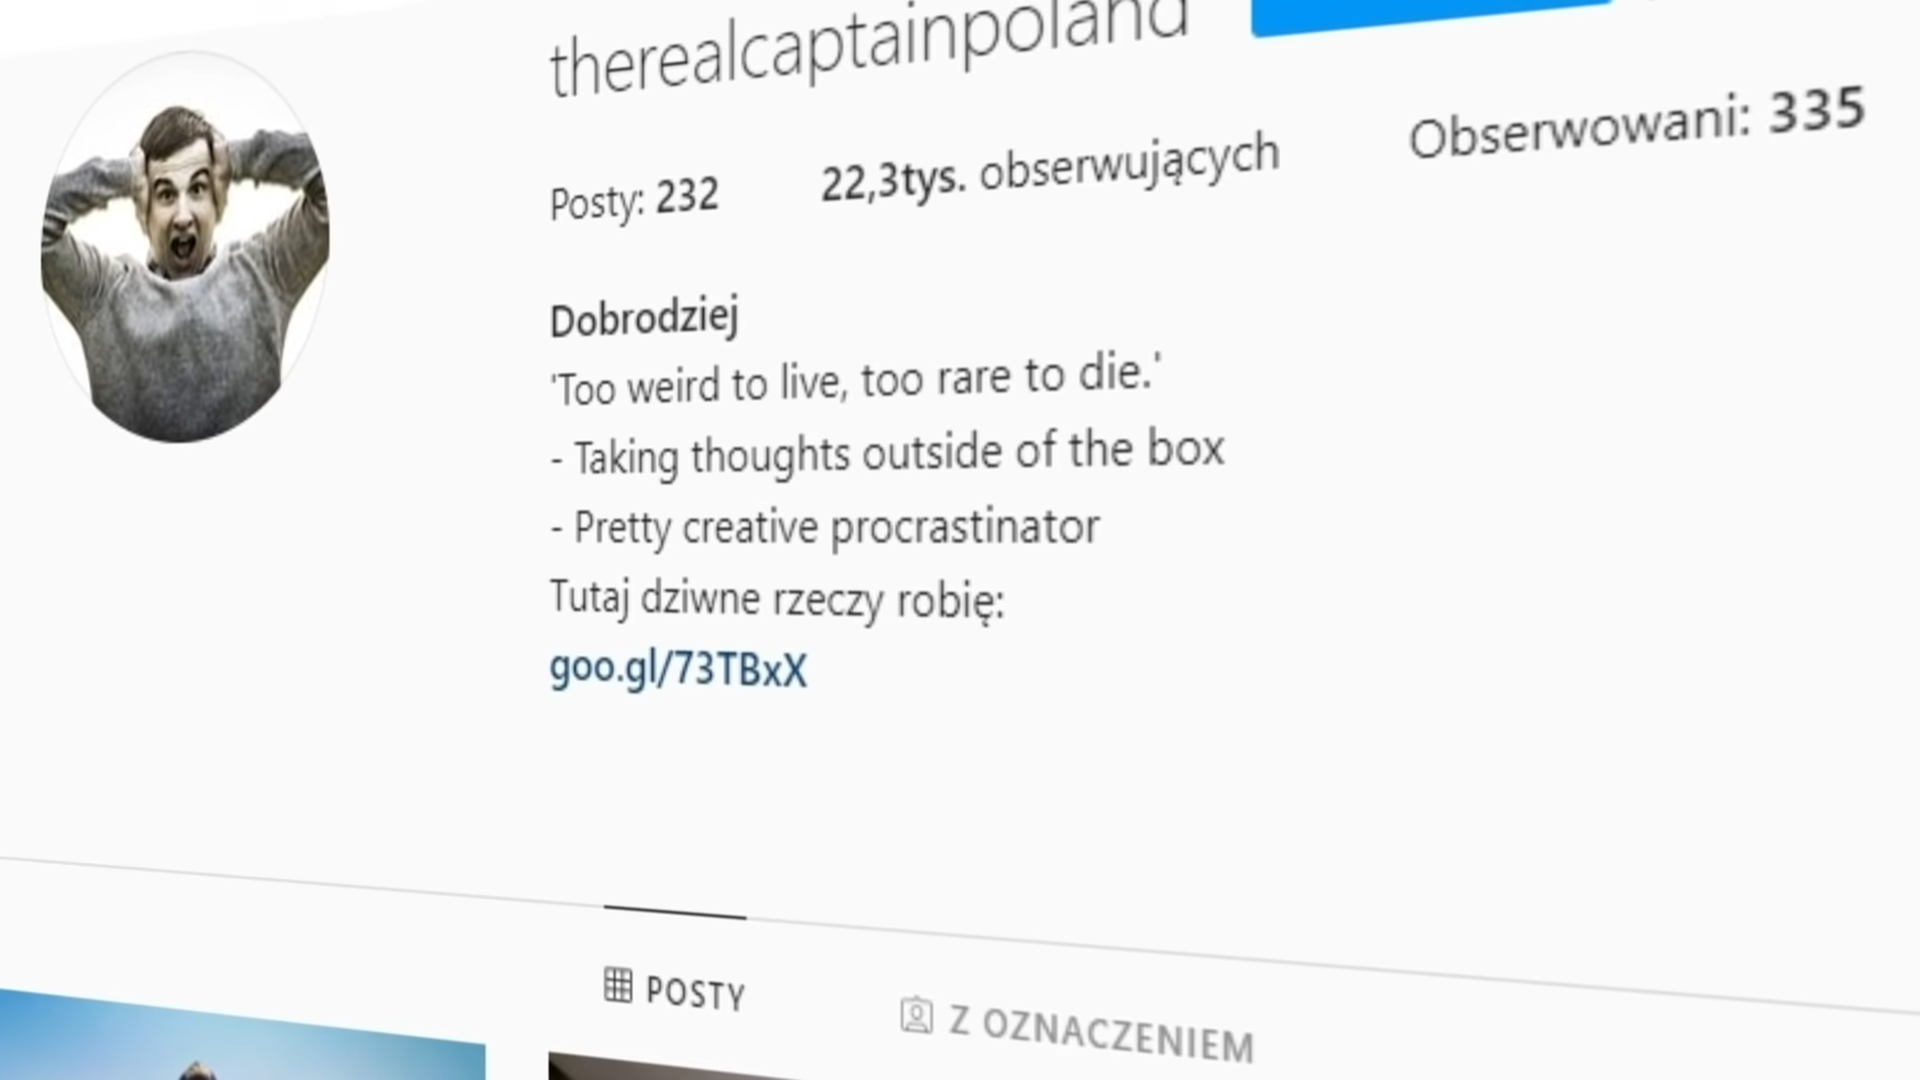 therealcaptainpoland
Posty: 232 22,3tys. obserwujących Obserwowani: 335
Dobrodziej
'Too weird to live, too rare to die.'
- Taking thoughts outside of the box
- Pretty creative procrastinator
Tutaj dziwne rzeczy robię:
goo.gl/73TBxX
POSTY Z OZNACZENIEM